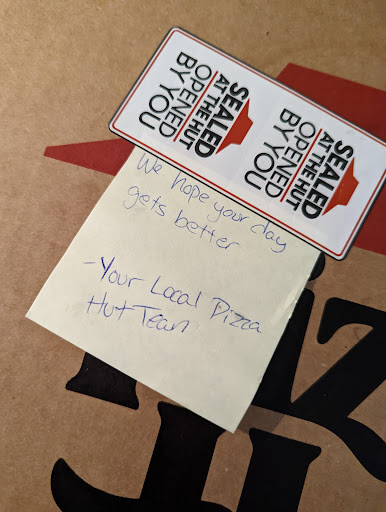 SEALED
AT THE HUT
OPENED
BY YOU
SEALED
AT THE HUT
OPENED
BY YOU
We hope your day
gets better
-Your Local Pizza
Hut Team